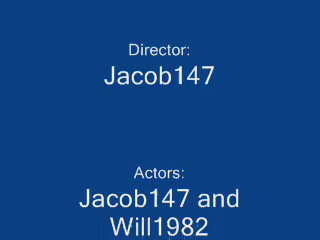 Director:
Jacob147
Actors:
Jacob147 and
Will1982